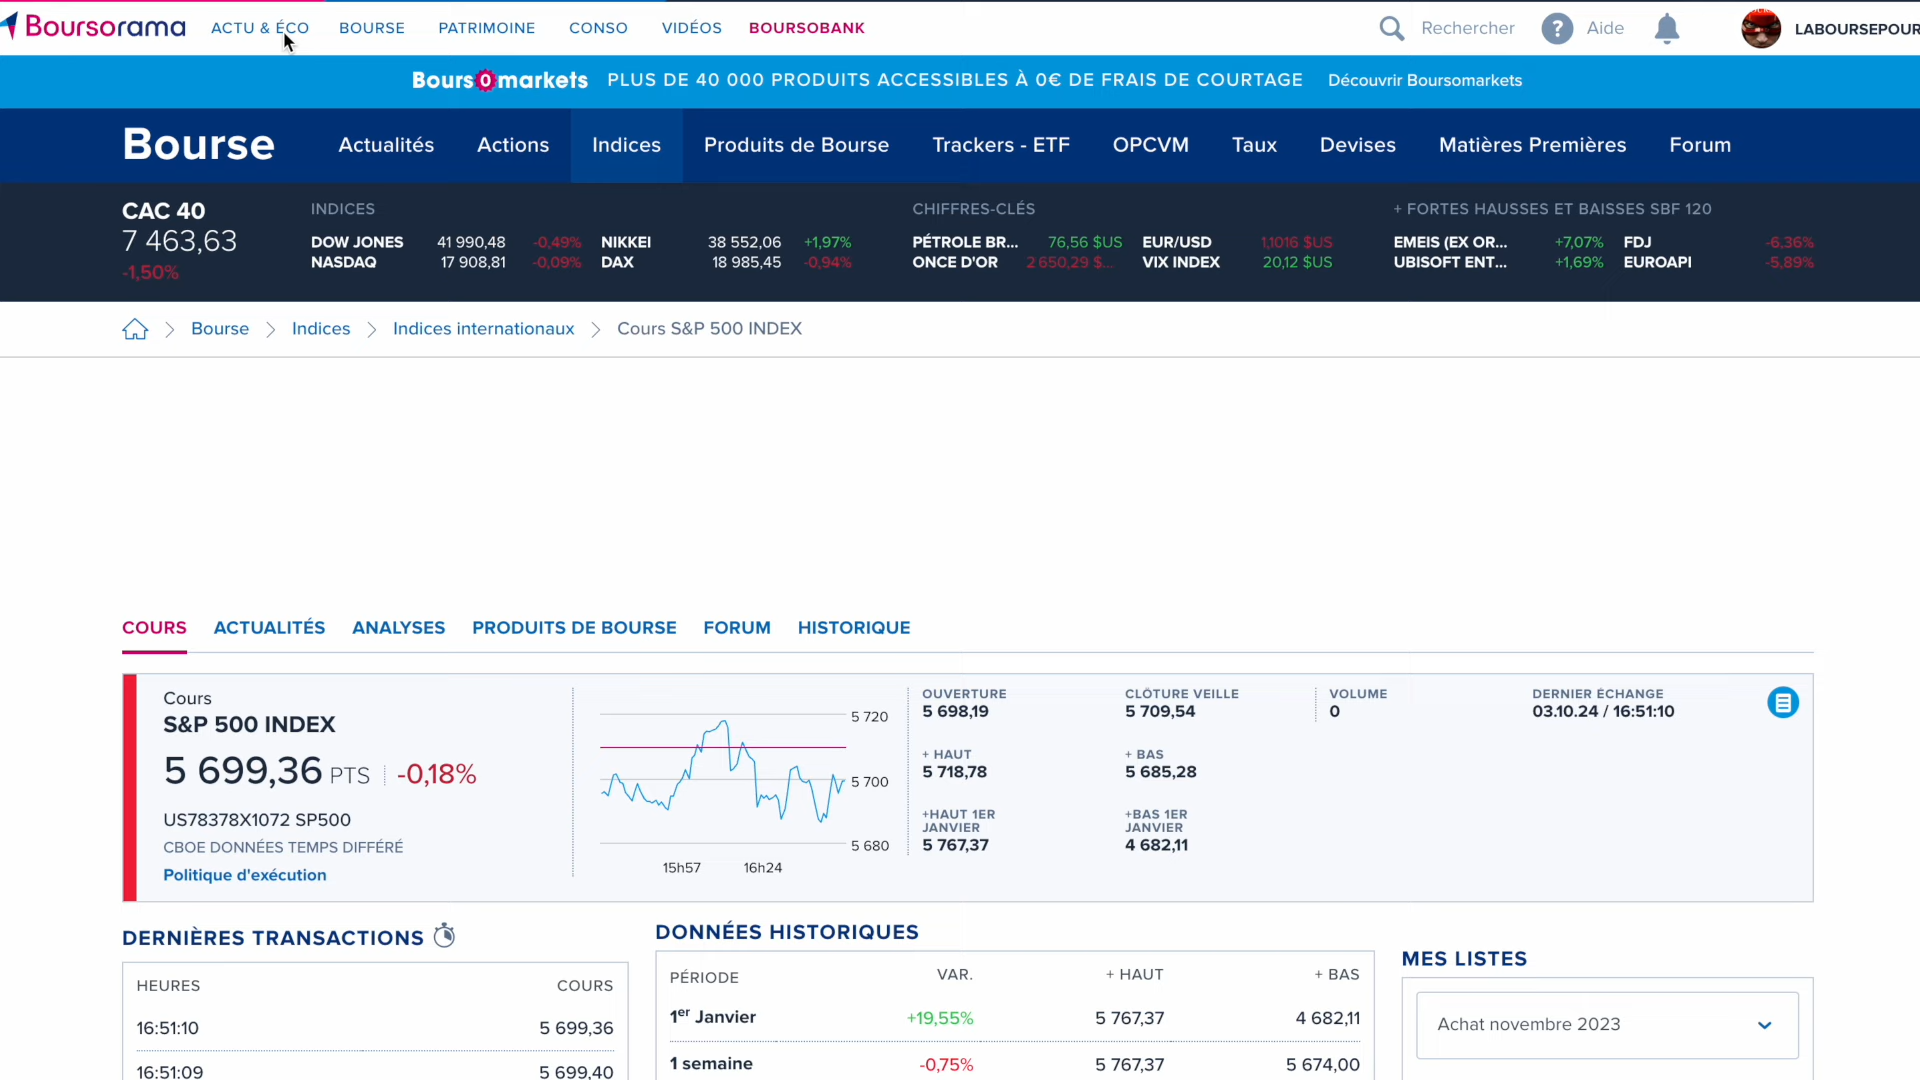 Boursorama ACTU & ÉCO BOURSE PATRIMOINE CONSO VIDÉOS BOURSOBANK Rechercher ? Aide LABOURSEPOUR
BoursOmarkets PLUS DE 40 000 PRODUITS ACCESSIBLES À 0€ DE FRAIS DE COURTAGE Découvrir Boursomarkets
Bourse Actualités Actions Indices Produits de Bourse Trackers - ETF OPCVM Taux Devises Matières Premières Forum
CAC 40 INDICES CHIFFRES-CLÉS + FORTES HAUSSES ET BAISSES SBF 120
7 463,63 DOW JONES 41 990,48 -0,49% NIKKEI 38 552,06 +1,97% PÉTROLE BR... 76,56 $US EUR/USD 1,1016 $US EMEIS (EX OR... +7,07% FDJ -6,36%
-1,50% NASDAQ 17 908,81 -0,09% DAX 18 985,45 -0,94% ONCE D'OR 2 650,29 $... VIX INDEX 20,12 $US UBISOFT ENT... +1,69% EUROAPI -5,89%
Bourse Indices Indices internationaux Cours S&P 500 INDEX
COURS ACTUALITÉS ANALYSES PRODUITS DE BOURSE FORUM HISTORIQUE
Cours
S&P 500 INDEX
5 699,36 PTS -0,18%
US78378X1072 SP500
CBOE DONNÉES TEMPS DIFFÉRÉ
Politique d'exécution
5 720
5 700
5 680
15h57 16h24
OUVERTURE CLÔTURE VEILLE VOLUME DERNIER ÉCHANGE
5 698,19 5 709,54 0 03.10.24 / 16:51:10
+ HAUT + BAS
5 718,78 5 685,28
+HAUT 1ER +BAS 1ER
JANVIER JANVIER
5 767,37 4 682,11
DERNIÈRES TRANSACTIONS
HEURES COURS
16:51:10 5 699,36
16:51:09 5 699,40
DONNÉES HISTORIQUES
PÉRIODE VAR. + HAUT + BAS
1er Janvier +19,55% 5 767,37 4 682,11
1 semaine -0,75% 5 767,37 5 674,00
MES LISTES
Achat novembre 2023